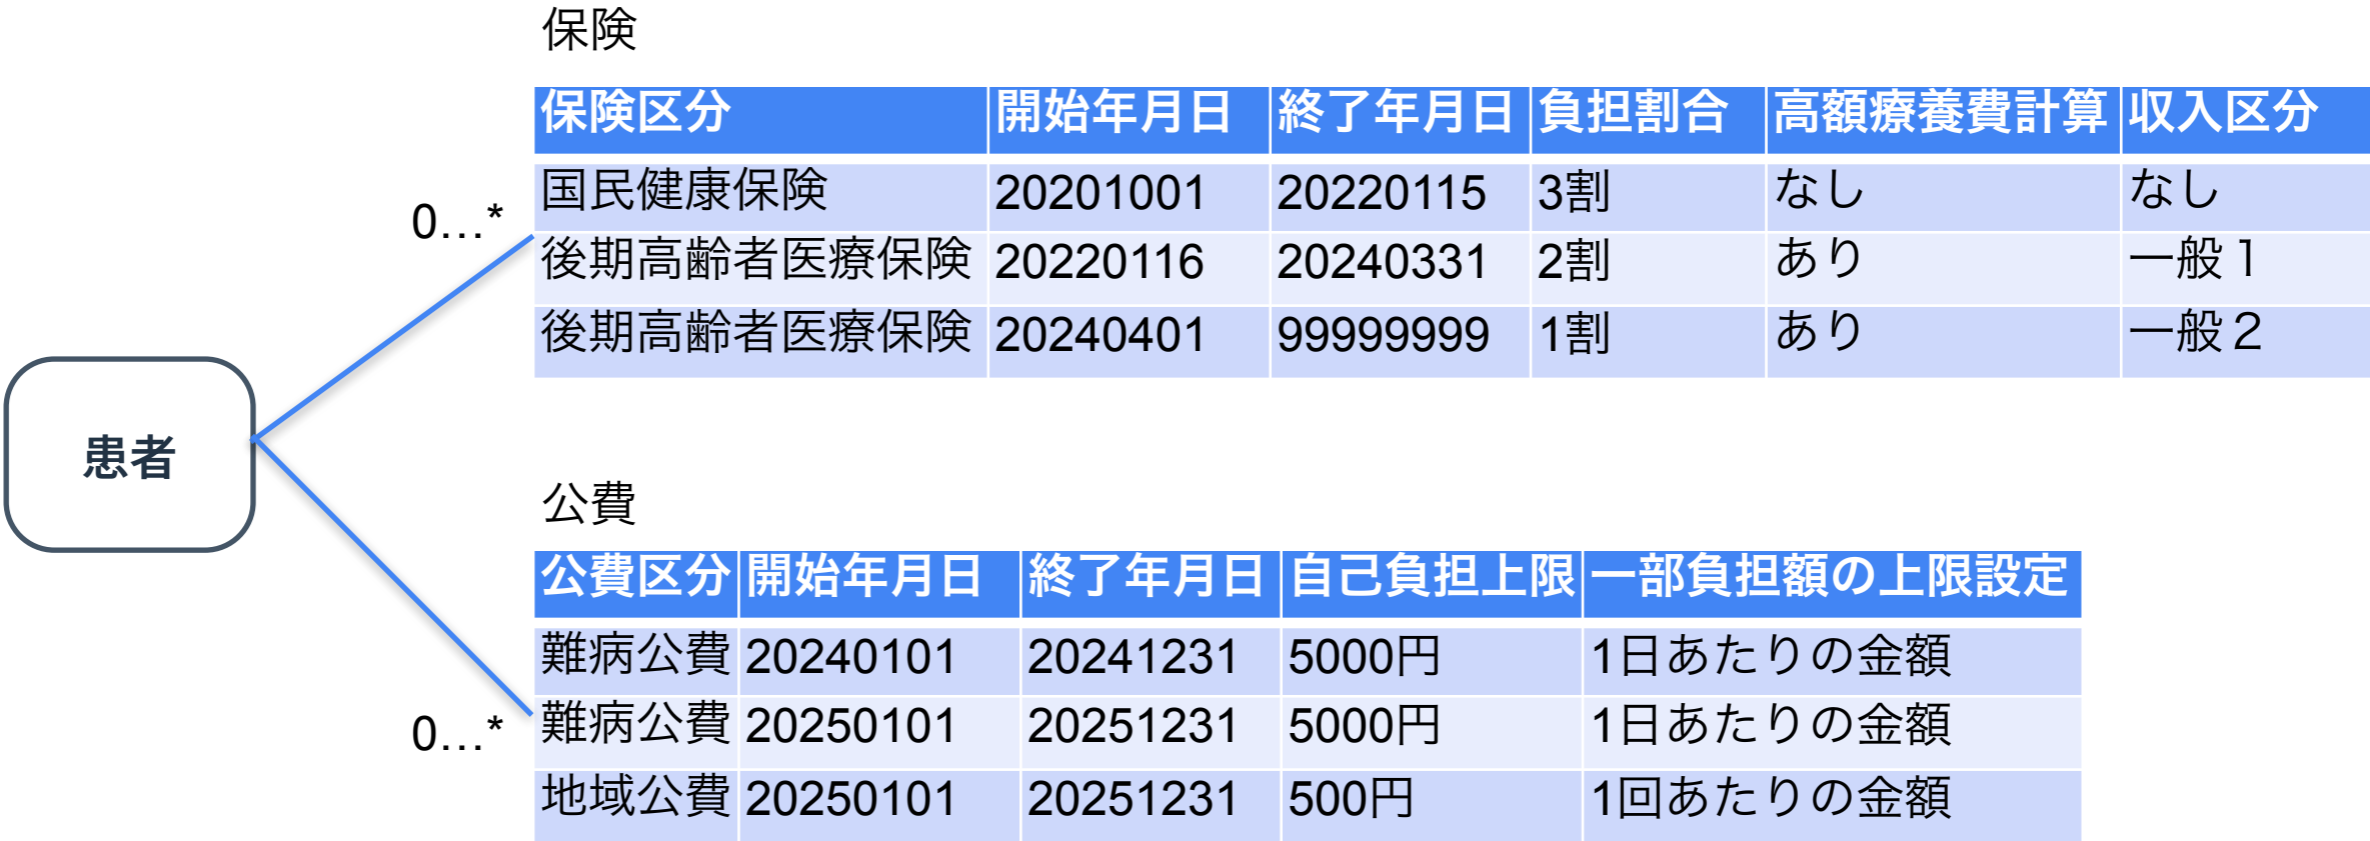 保険
保険区分 開始年月日 終了年月日 負担割合 高額療養費計算 収入区分
国民健康保険 20201001 20220115 3割 なし なし
0…*
後期高齢者医療保険 20220116 20240331 2割 あり 一般１
後期高齢者医療保険 20240401 99999999 1割 あり 一般２
患者
公費
公費区分 開始年月日 終了年月日 自己負担上限 一部負担額の上限設定
難病公費 20240101 20241231 5000円 1日あたりの金額
難病公費 20250101 20251231 5000円 1日あたりの金額
0…*
地域公費 20250101 20251231 500円 1回あたりの金額